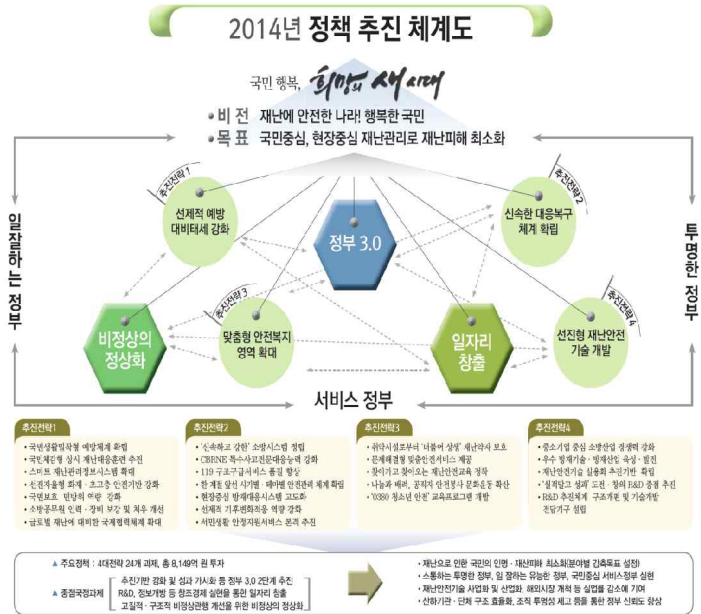 2014년 정책 추진 체계도
국민 행복, 희망의 새 시대
비 전 재난에 안전한 나라! 행복한 국민
목 표 국민중심, 현장중심 재난관리로 재난피해 최소화
추진전략 1
선제적 예방
대비태세 강화
추진전략 2
신속한 대응복구
체계 확립
정부 3.0
일잘하는 정부
투명한 정부
추진전략 3
맞춤형 안전복지
영역 확대
추진전략 4
선진형 재난안전
기술 개발
비정상의
정상화
일자리
창출
서비스 정부
추진전략1
• 국민생활밀착형 예방체계 확립
• 국민체감형 상시 재난대응훈련 추진
• 스마트 재난관리정보시스템 확대
• 선진자율형 화재·초고층 안전기반 강화
• 국민보호 민방위 역량 강화
• 소방공무원 인력·장비 보강 및 처우 개선
• 글로벌 재난에 대비한 국제협력체계 확대
추진전략2
• '신속하고 강한' 소방시스템 정립
• CBRNE 특수사고전문대응능력 강화
• 119 구조구급서비스 품질 향상
• 한 계절 앞선 시기별·테마별 안전관리 체계 확립
• 현장중심 방재대응시스템 고도화
• 선제적 기후변화적응 역량 강화
• 서민생활 안정지원서비스 본격 추진
추진전략3
• 취약시설로부터 '더불어 상생' 재난약자 보호
• 문제해결형 맞춤안전서비스 제공
• 찾아가고 찾아오는 재난안전교육 정착
• 나눔과 배려, 공직자 안전봉사 문화운동 확산
• '0380 청소년 안전' 교육프로그램 개발
추진전략4
• 중소기업 중심 소방산업 경쟁력 강화
• 우수 방재기술·방재산업 육성·발전
• 재난안전기술 실용화 추진기반 확립
• '실적말고 성과' 도전·창의 R&D 중점 추진
• R&D 추진체계 구조개편 및 기술개발
전담기구 설립
▲ 주요정책 : 4대전략 24개 과제, 총 8,149억 원 투자
▲ 중점국정과제
추진기반 강화 및 성과 가시화 등 정부 3.0 2단계 추진
R&D, 정보개방 등 창조경제 실현을 통한 일자리 창출
고질적·구조적 비정상관행 개선을 위한 비정상의 정상화
• 재난으로 인한 국민의 인명·재산피해 최소화(분야별 감축목표 설정)
• 소통하는 투명한 정부, 일 잘하는 유능한 정부, 국민중심 서비스정부 실현
• 재난안전기술 사업화 및 산업화 해외시장 개척 등 실업률 감소에 기여
• 산하기관·단체 구조 효율화, 조직 투명성 제고 등을 통한 정부 신뢰도 향상